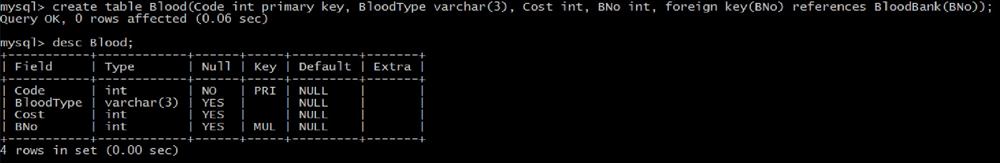 mysql> create table Blood(Code int primary key, BloodType varchar(3), Cost int, BNo int, foreign key(BNo) references BloodBank(BNo));
Query OK, 0 rows affected (0.06 sec)

mysql> desc Blood;
+-----------+------------+------+-----+---------+-------+
| Field     | Type       | Null | Key | Default | Extra |
+-----------+------------+------+-----+---------+-------+
| Code      | int        | NO   | PRI | NULL    |       |
| BloodType | varchar(3) | YES  |     | NULL    |       |
| Cost      | int        | YES  |     | NULL    |       |
| BNo       | int        | YES  | MUL | NULL    |       |
+-----------+------------+------+-----+---------+-------+
4 rows in set (0.00 sec)